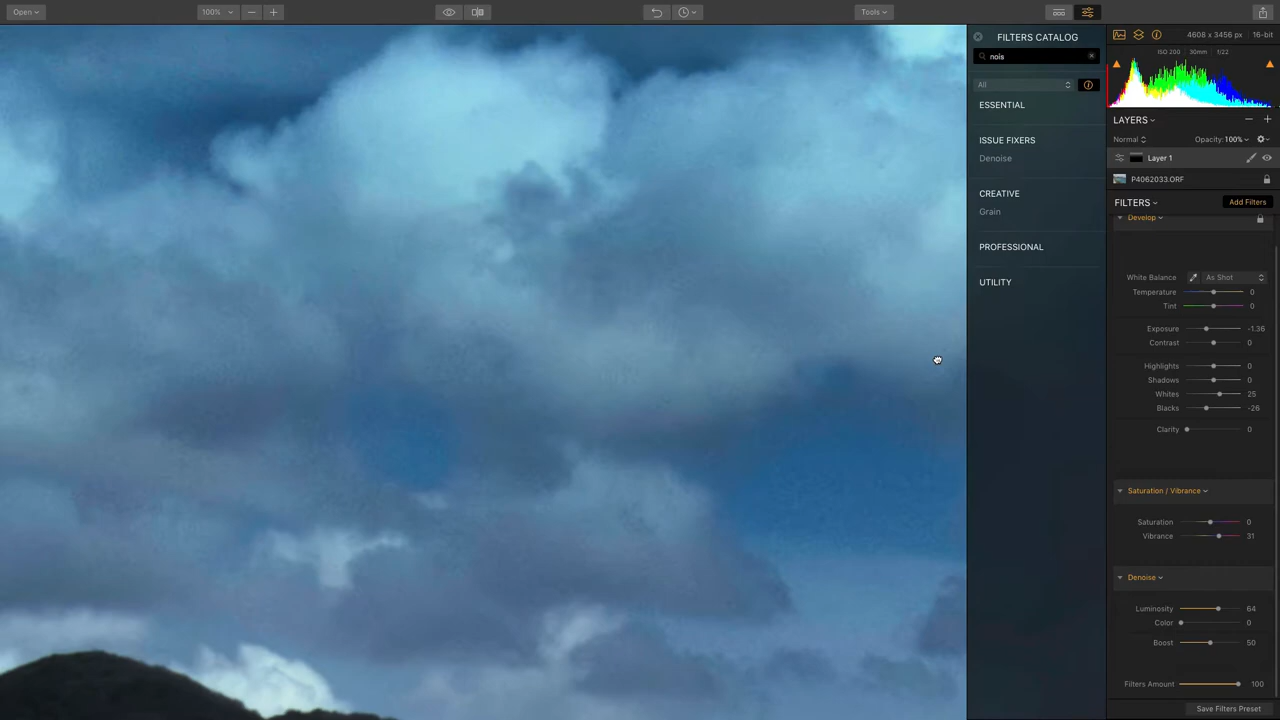 Open
100%
Tools
FILTERS CATALOG
nois
All
ESSENTIAL
ISSUE FIXERS
Denoise
CREATIVE
Grain
PROFESSIONAL
UTILITY
4608 x 3456 px 16-bit
ISO 200 30mm f/22
LAYERS
Normal Opacity: 100%
Layer 1
P4062033.ORF
FILTERS Add Filters
Develop
White Balance As Shot
Temperature 0
Tint 0
Exposure -1.36
Contrast 0
Highlights 0
Shadows 0
Whites 25
Blacks -26
Clarity 0
Saturation / Vibrance
Saturation 0
Vibrance 31
Denoise
Luminosity 64
Color 0
Boost 50
Filters Amount 100
Save Filters Preset